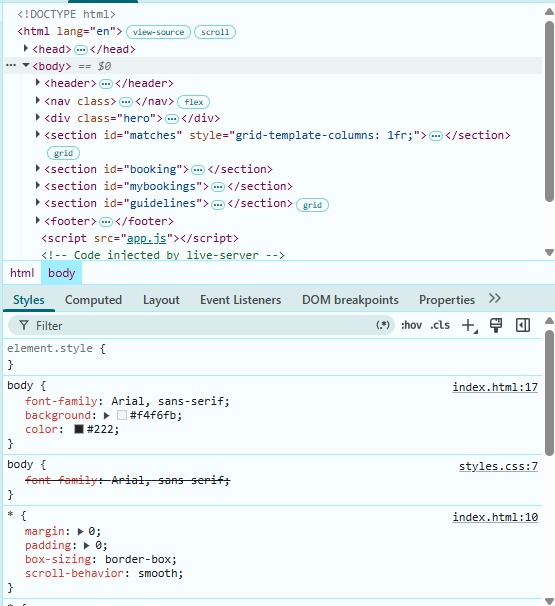 <!DOCTYPE html>
<html lang="en"> view-source scroll
<head> ··· </head>
··· <body> == $0
<header> ··· </header>
<nav class> ··· </nav> flex
<div class="hero"> ··· </div>
<section id="matches" style="grid-template-columns: 1fr;"> ··· </section>
grid
<section id="booking"> ··· </section>
<section id="mybookings"> ··· </section>
<section id="guidelines"> ··· </section> grid
<footer> ··· </footer>
<script src="app.js"></script>
<!-- Code injected by live-server -->
html body
Styles Computed Layout Event Listeners DOM breakpoints Properties
Filter (.*) :hov .cls
element.style {
}
body { index.html:17
font-family: Arial, sans-serif;
background: #f4f6fb;
color: #222;
}
body { styles.css:7
font-family: Arial, sans-serif;
}
* { index.html:10
margin: 0;
padding: 0;
box-sizing: border-box;
scroll-behavior: smooth;
}